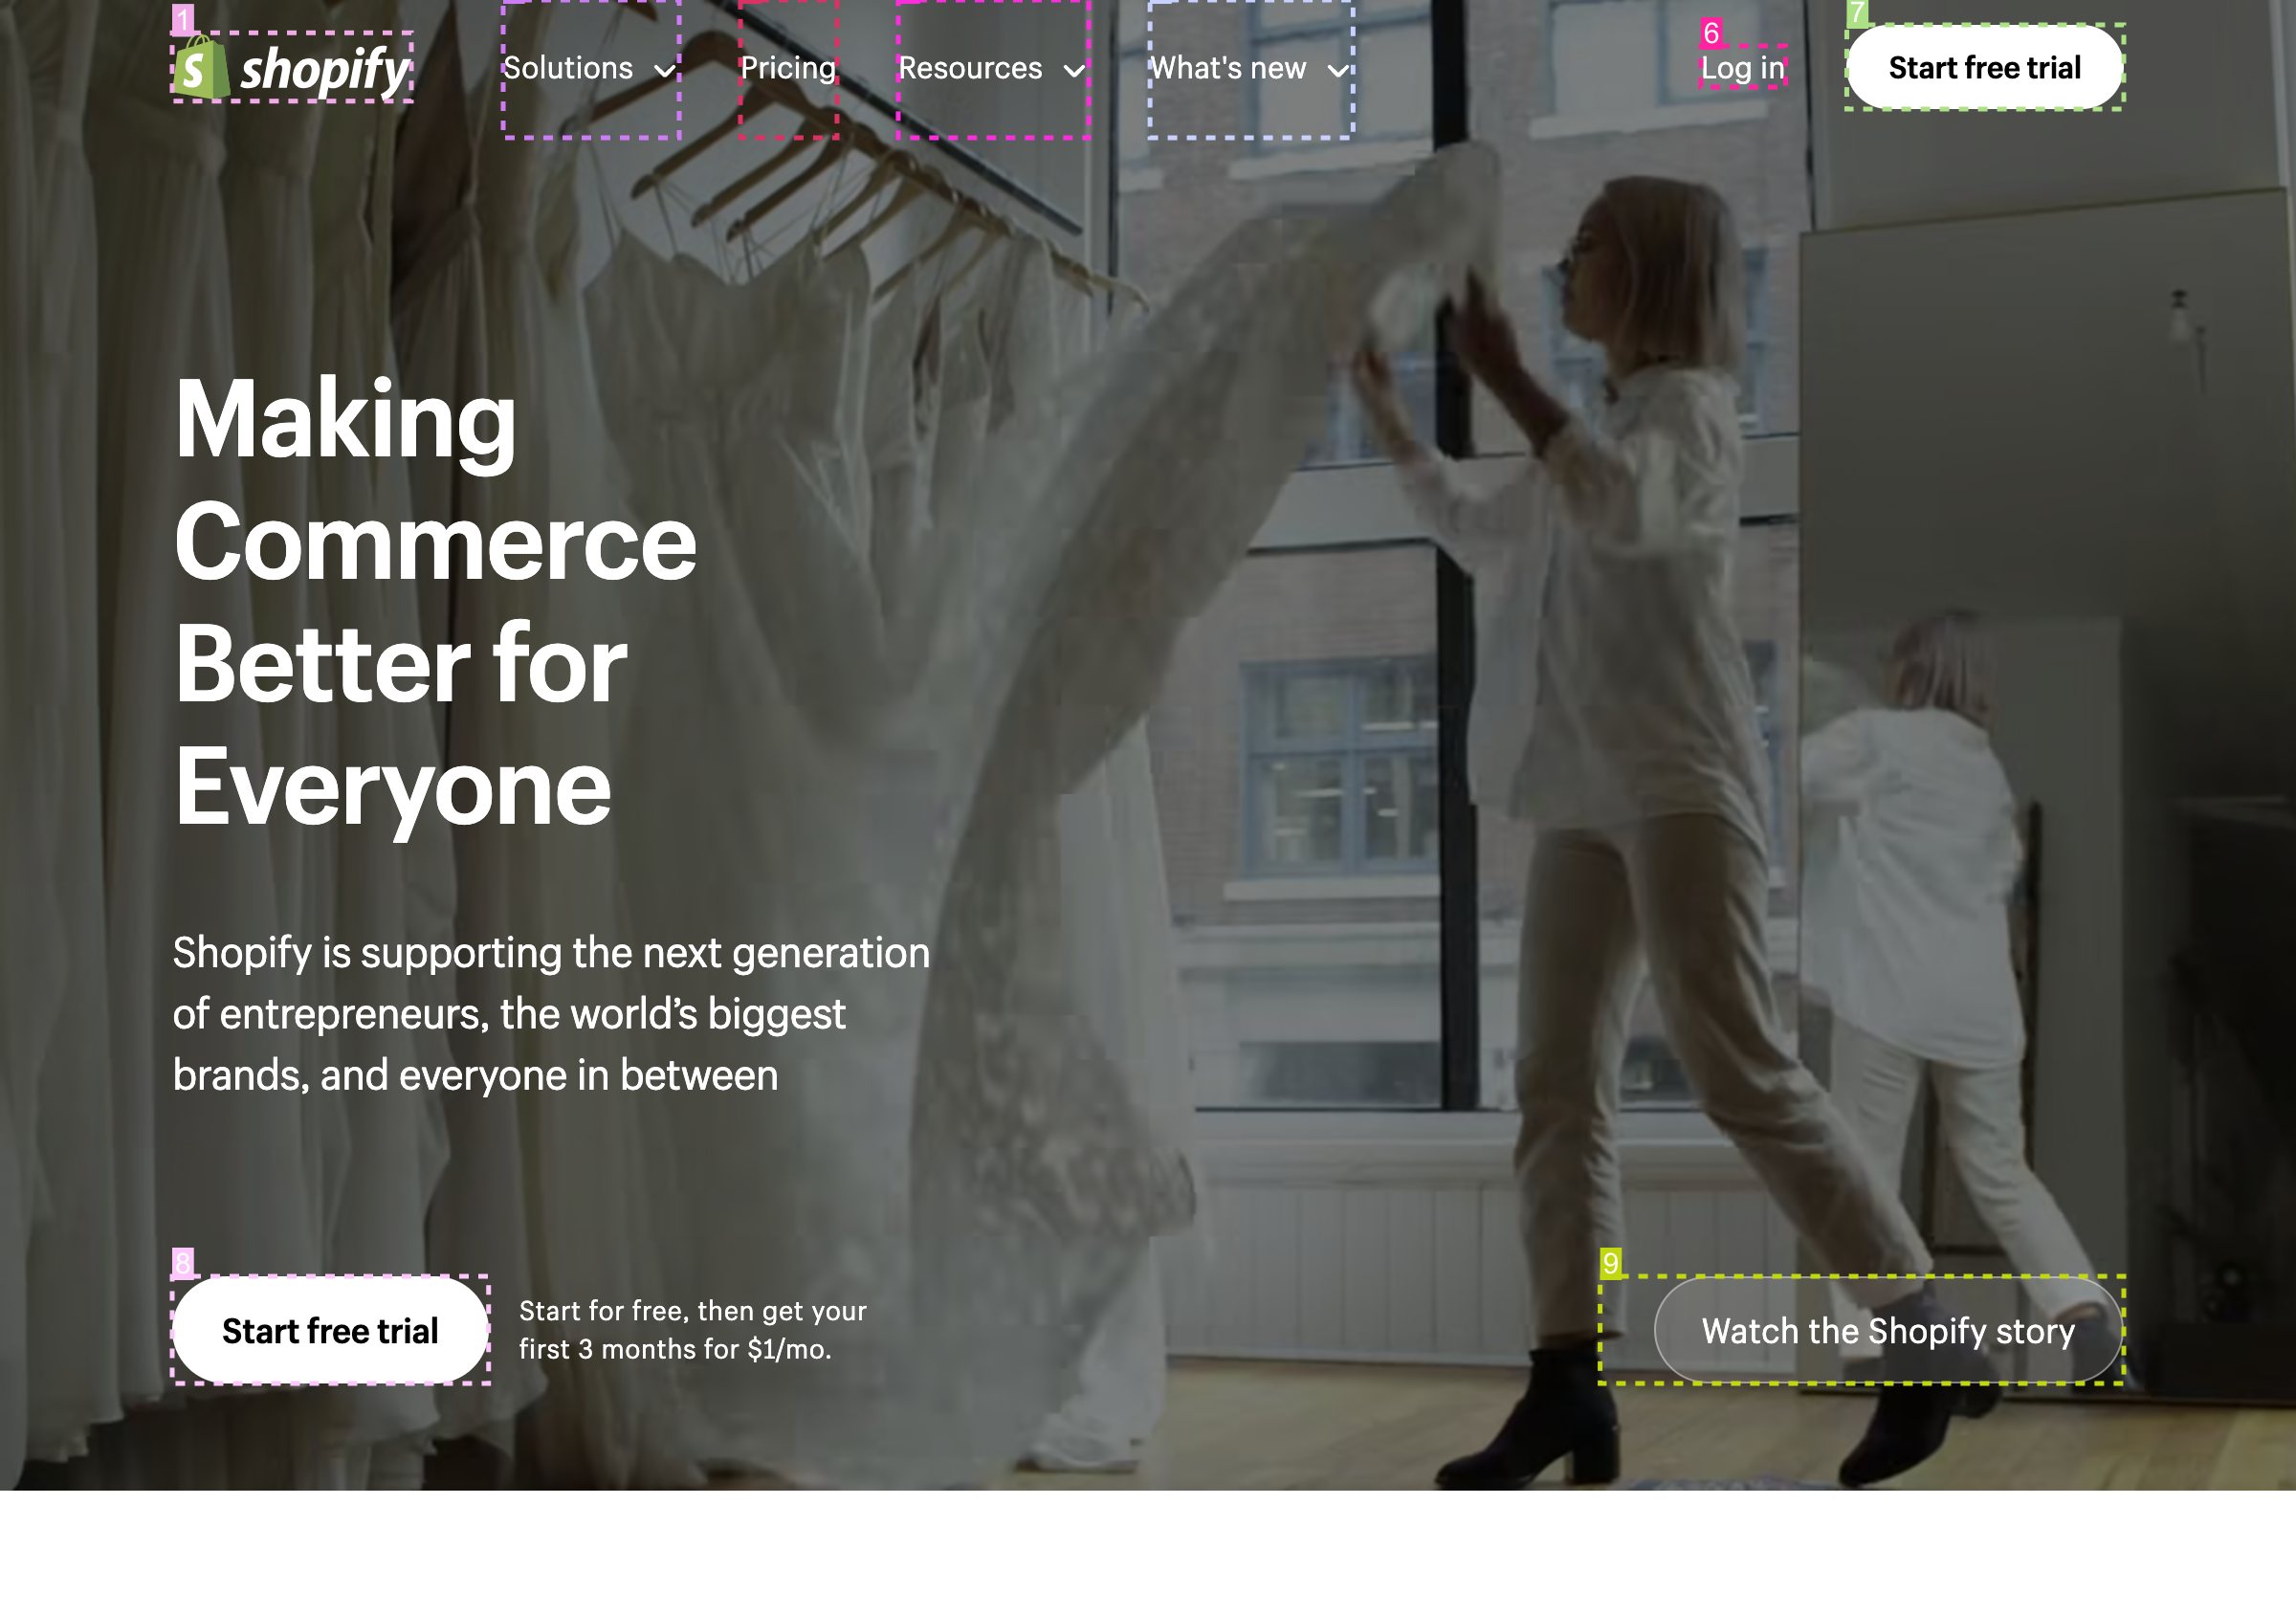 1
shopify
Solutions
Pricing
Resources
What's new
6
Log in
7
Start free trial
Making
Commerce
Better for
Everyone
Shopify is supporting the next generation
of entrepreneurs, the world’s biggest
brands, and everyone in between
8
Start free trial
Start for free, then get your
first 3 months for $1/mo.
9
Watch the Shopify story